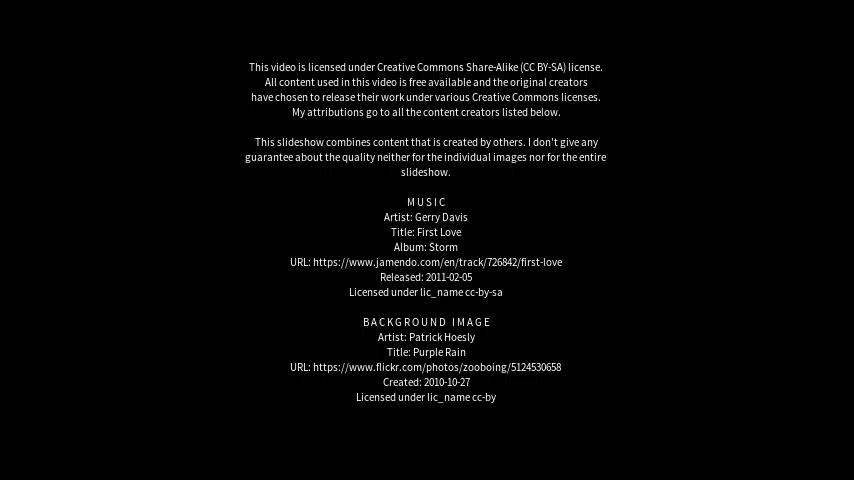 This video is licensed under Creative Commons Share-Alike (CC BY-SA) license.
All content used in this video is free available and the original creators
have chosen to release their work under various Creative Commons licenses.
My attributions go to all the content creators listed below.
This slideshow combines content that is created by others. I don't give any
guarantee about the quality neither for the individual images nor for the entire
slideshow.
MUSIC
Artist: Gerry Davis
Title: First Love
Album: Storm
URL: https://www.jamendo.com/en/track/726842/first-love
Released: 2011-02-05
Licensed under lic_name cc-by-sa
BACKGROUND IMAGE
Artist: Patrick Hoesly
Title: Purple Rain
URL: https://www.flickr.com/photos/zooboing/5124530658
Created: 2010-10-27
Licensed under lic_name cc-by